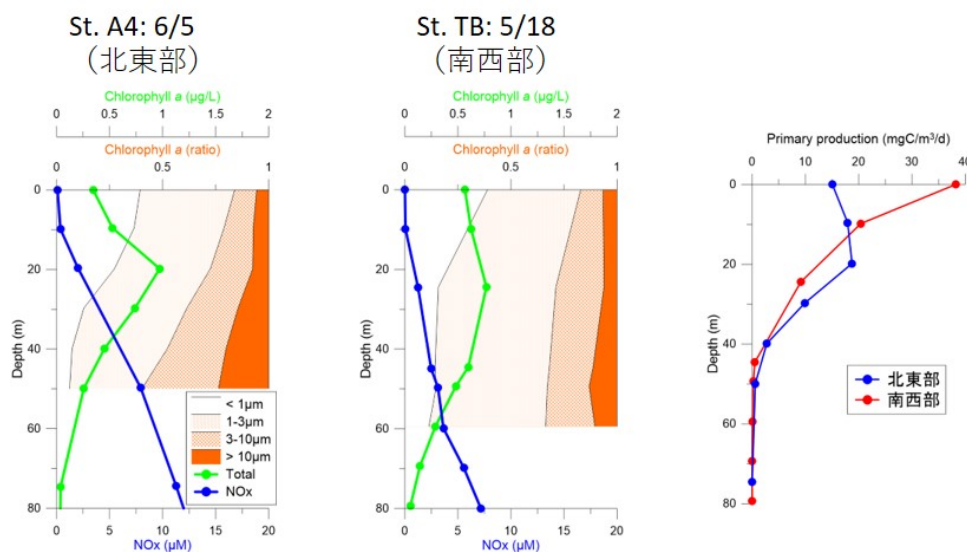 St. A4: 6/5
(北東部)
Chlorophyll a (μg/L)
0 0.5 1 1.5 2
Chlorophyll a (ratio)
0 0.5 1
Depth (m)
0
20
40
60
80
< 1μm
1-3μm
3-10μm
> 10μm
Total
NOx
0 5 10 15 20
NOx (μM)
St. TB: 5/18
(南西部)
Chlorophyll a (μg/L)
0 0.5 1 1.5 2
Chlorophyll a (ratio)
0 0.5 1
Depth (m)
0
20
40
60
80
0 5 10 15 20
NOx (μM)
Primary production (mgC/m³/d)
0 10 20 30 40
Depth (m)
0
20
40
60
80
北東部
南西部